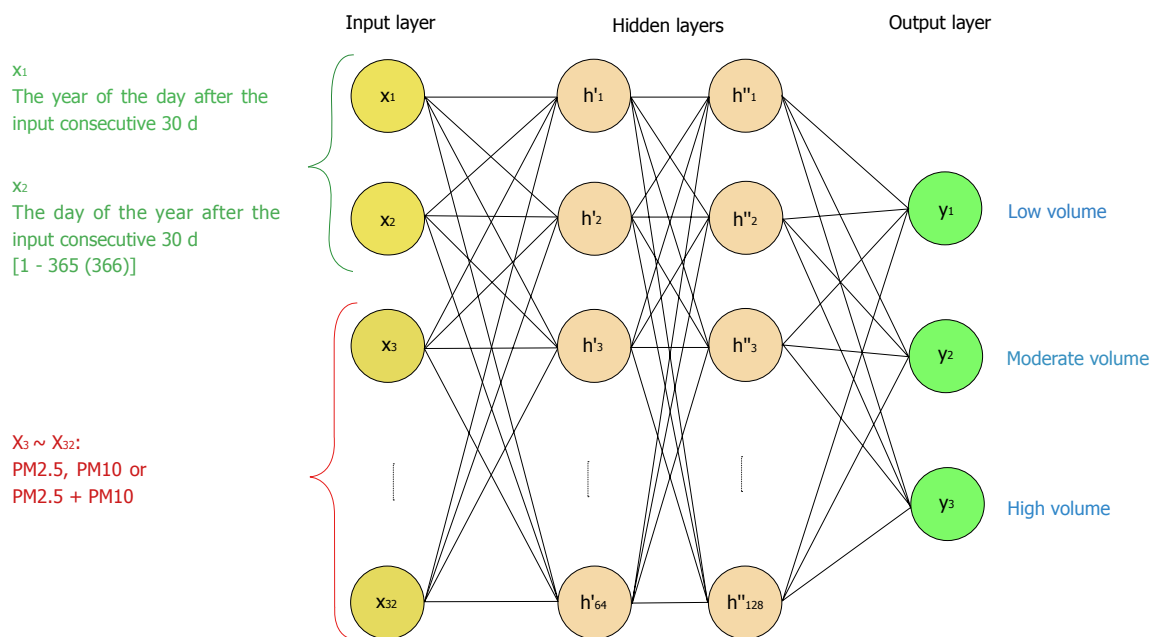 Input layer
Hidden layers
Output layer
x1
The year of the day after the
input consecutive 30 d
x2
The day of the year after the
input consecutive 30 d
[1 - 365 (366)]
X3 ~ X32:
PM2.5, PM10 or
PM2.5 + PM10
x1
x2
x3
x32
h'1
h'2
h'3
h'64
h"1
h"2
h"3
h"128
y1
Low volume
y2
Moderate volume
y3
High volume